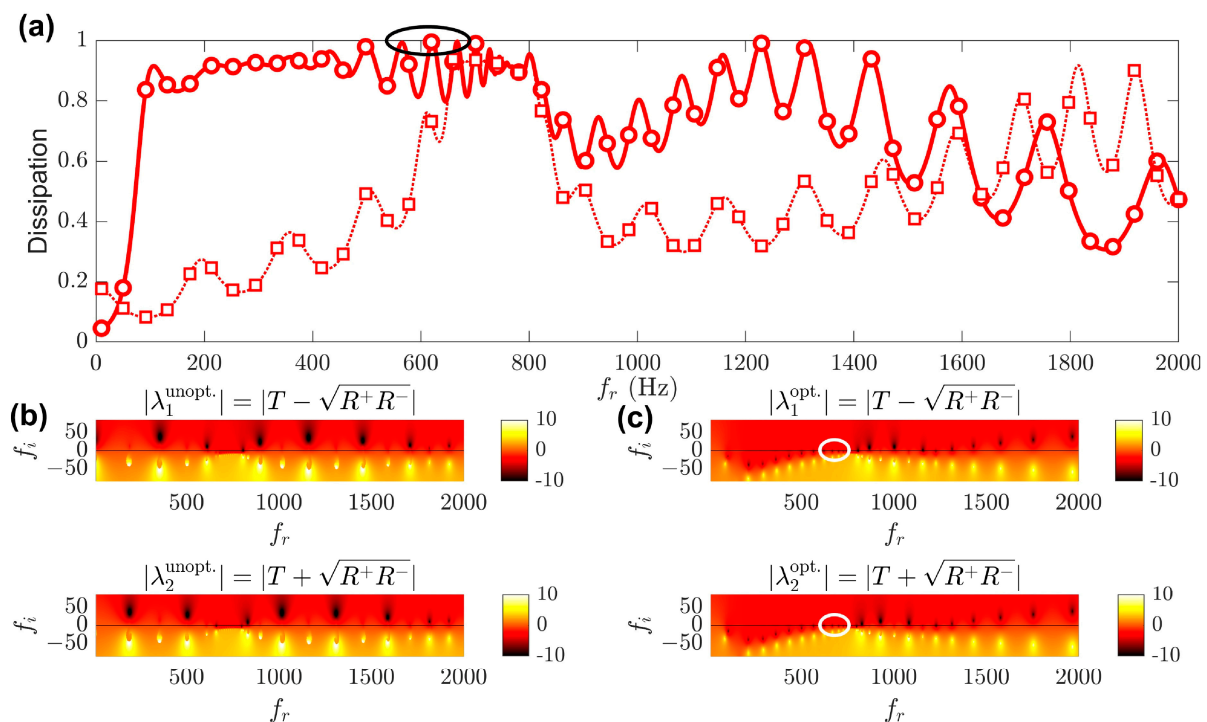 (a)
1
0.8
0.6
0.4
0.2
0
Dissipation
0 200 400 600 800 1000 1200 1400 1600 1800 2000
f_r (Hz)
(b)
|λ₁^unopt.| = |T − √R⁺R⁻|
50
0
−50
f_i
10
0
-10
500 1000 1500 2000
f_r
|λ₂^unopt.| = |T + √R⁺R⁻|
50
0
−50
f_i
10
0
-10
500 1000 1500 2000
f_r
(c)
|λ₁^opt.| = |T − √R⁺R⁻|
50
0
−50
f_i
10
0
-10
500 1000 1500 2000
f_r
|λ₂^opt.| = |T + √R⁺R⁻|
50
0
−50
f_i
10
0
-10
500 1000 1500 2000
f_r